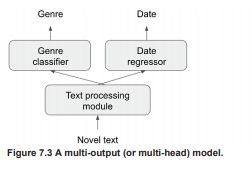 Genre Date
Genre classifier
Date regressor
Text processing module
Novel text
Figure 7.3 A multi-output (or multi-head) model.